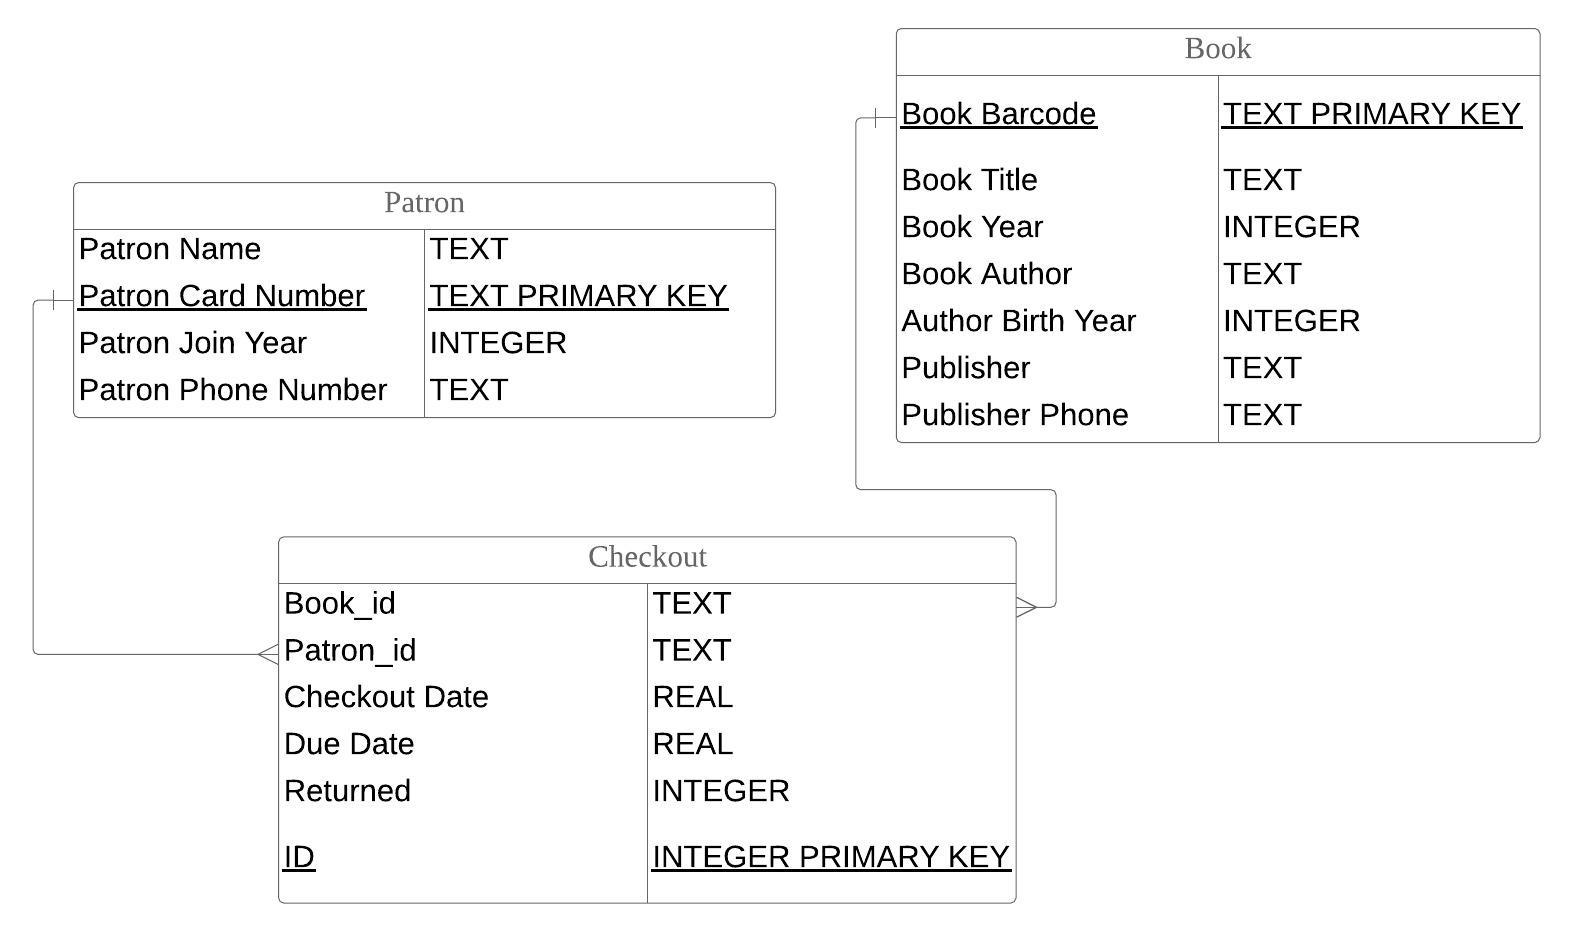 Book
Book Barcode TEXT PRIMARY KEY
Book Title TEXT
Book Year INTEGER
Book Author TEXT
Author Birth Year INTEGER
Publisher TEXT
Publisher Phone TEXT
Patron
Patron Name TEXT
Patron Card Number TEXT PRIMARY KEY
Patron Join Year INTEGER
Patron Phone Number TEXT
Checkout
Book_id TEXT
Patron_id TEXT
Checkout Date REAL
Due Date REAL
Returned INTEGER
ID INTEGER PRIMARY KEY